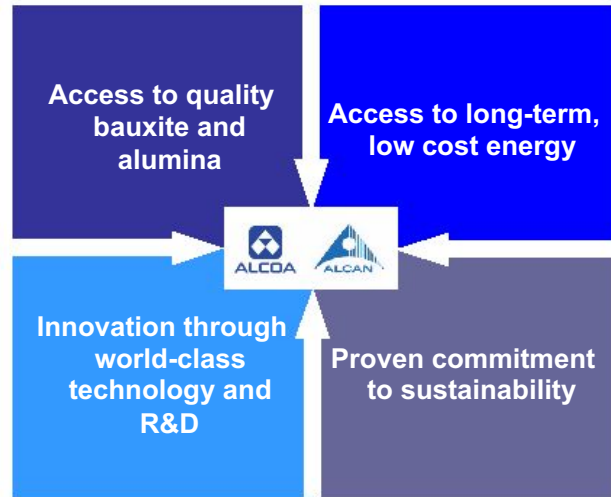 Access to quality
bauxite and
alumina
Access to long-term,
low cost energy
ALCOA
ALCAN
Innovation through
world-class
technology and
R&D
Proven commitment
to sustainability